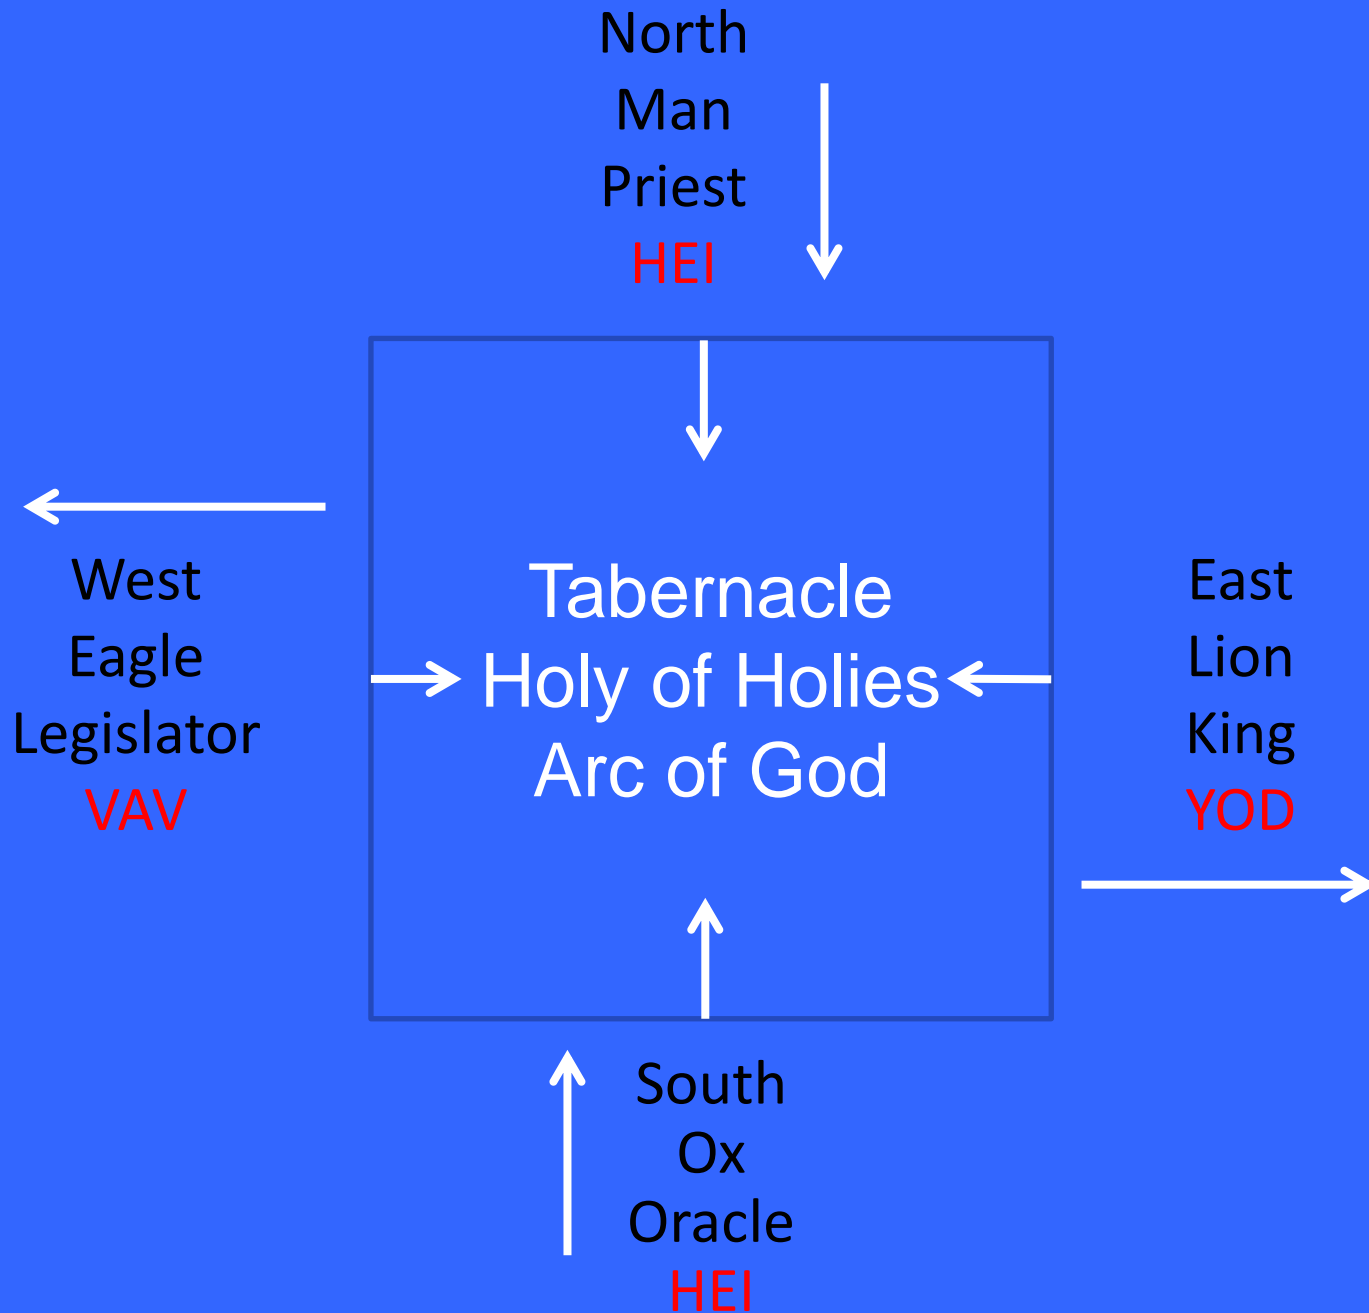 North
Man
Priest
HEI
West
Eagle
Legislator
VAV
Tabernacle
Holy of Holies
Arc of God
East
Lion
King
YOD
South
Ox
Oracle
HEI